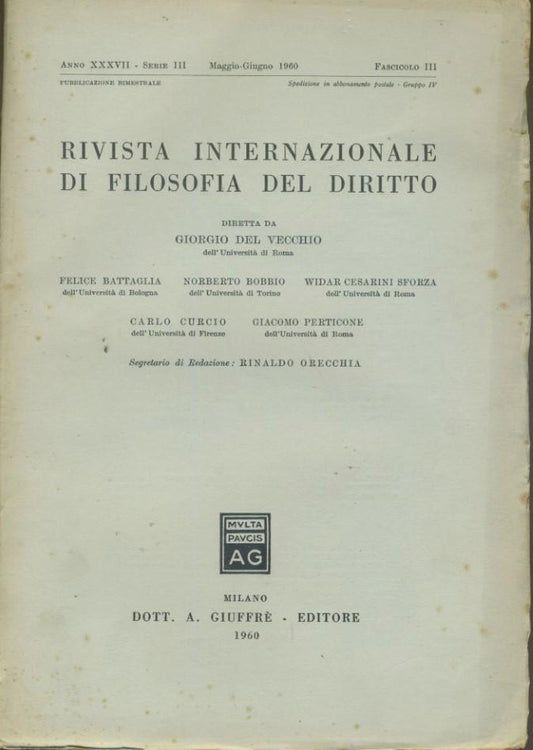 ANNO XXXVII - SERIE III Maggio-Giugno 1960 FASCICOLO III
PUBBLICAZIONE BIMESTRALE Spedizione in abbonamento postale - Gruppo IV
RIVISTA INTERNAZIONALE
DI FILOSOFIA DEL DIRITTO
DIRETTA DA
GIORGIO DEL VECCHIO
dell'Università di Roma
FELICE BATTAGLIA NORBERTO BOBBIO WIDAR CESARINI SFORZA
dell'Università di Bologna dell'Università di Torino dell'Università di Roma
CARLO CURCIO GIACOMO PERTICONE
dell'Università di Firenze dell'Università di Roma
Segretario di Redazione: RINALDO ORECCHIA
MVLTA
PAVCIS
AG
MILANO
DOTT. A. GIUFFRÈ - EDITORE
1960